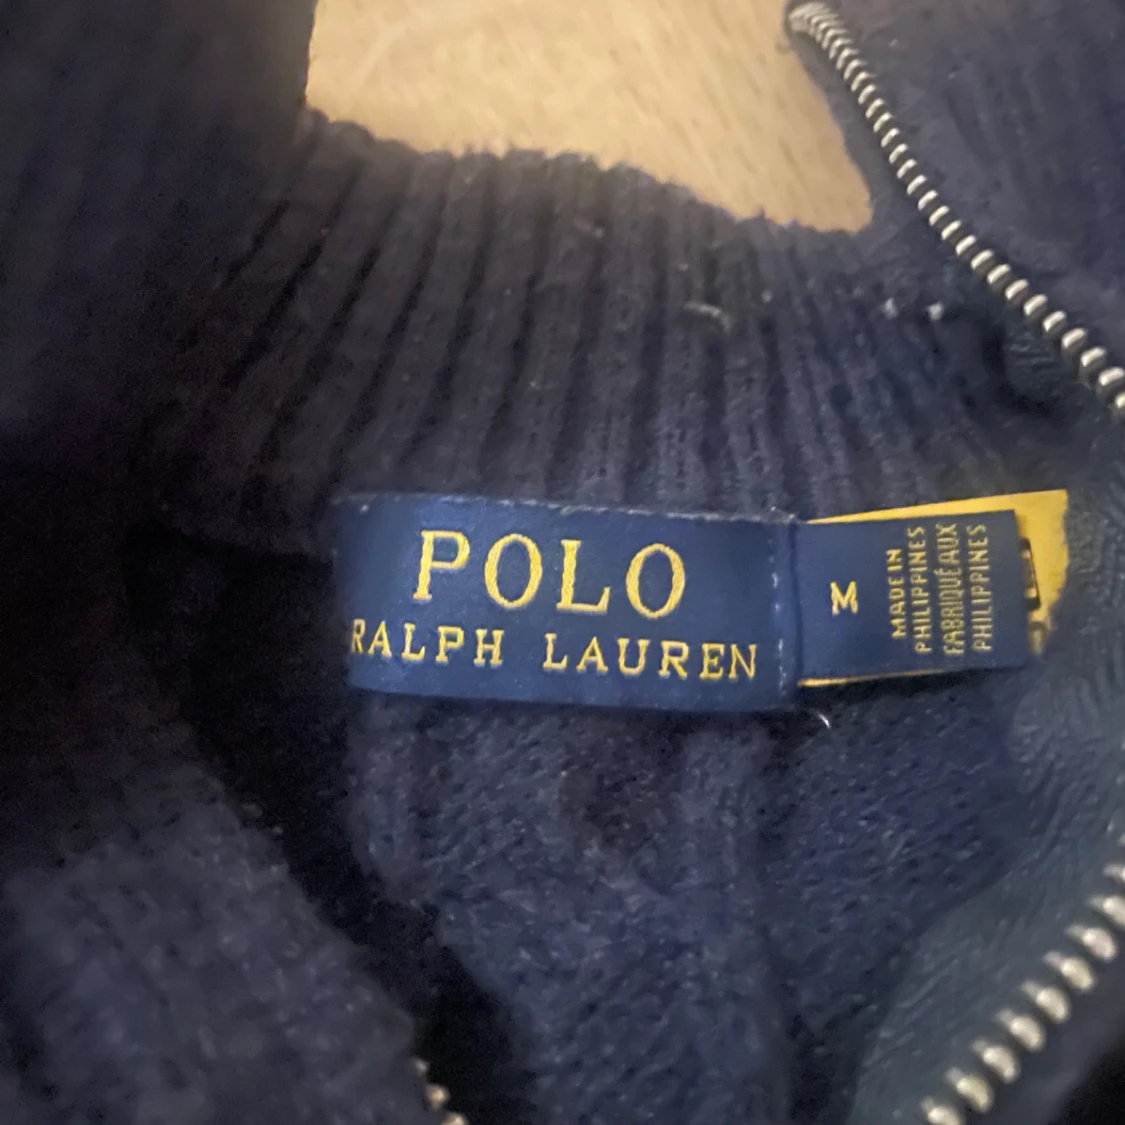 POLO
RALPH LAUREN
M
MADE IN
PHILIPPINES
FABRIQUÉ AUX
PHILIPPINES